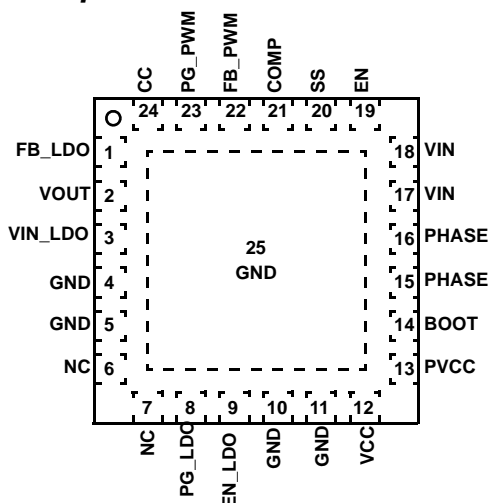 CC
PG_PWM
FB_PWM
COMP
SS
EN
24
23
22
21
20
19
FB_LDO 1
VOUT 2
VIN_LDO 3
GND 4
GND 5
NC 6
18 VIN
17 VIN
16 PHASE
15 PHASE
14 BOOT
13 PVCC
25
GND
7
8
9
10
11
12
NC
PG_LDO
EN_LDO
GND
GND
VCC